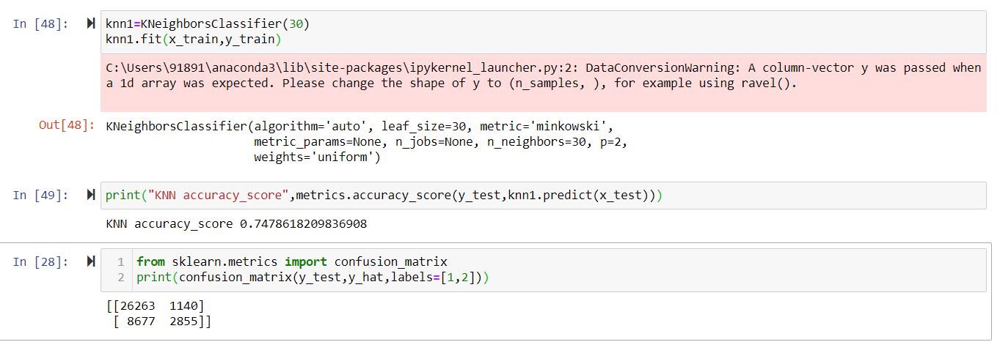 In [48]:
knn1=KNeighborsClassifier(30)
knn1.fit(x_train,y_train)
C:\Users\91891\anaconda3\lib\site-packages\ipykernel_launcher.py:2: DataConversionWarning: A column-vector y was passed when
a 1d array was expected. Please change the shape of y to (n_samples, ), for example using ravel().
Out[48]:
KNeighborsClassifier(algorithm='auto', leaf_size=30, metric='minkowski',
metric_params=None, n_jobs=None, n_neighbors=30, p=2,
weights='uniform')
In [49]:
print("KNN accuracy_score",metrics.accuracy_score(y_test,knn1.predict(x_test)))
KNN accuracy_score 0.7478618209836908
In [28]:
1 from sklearn.metrics import confusion_matrix
2 print(confusion_matrix(y_test,y_hat,labels=[1,2]))
[[26263 1140]
[ 8677 2855]]